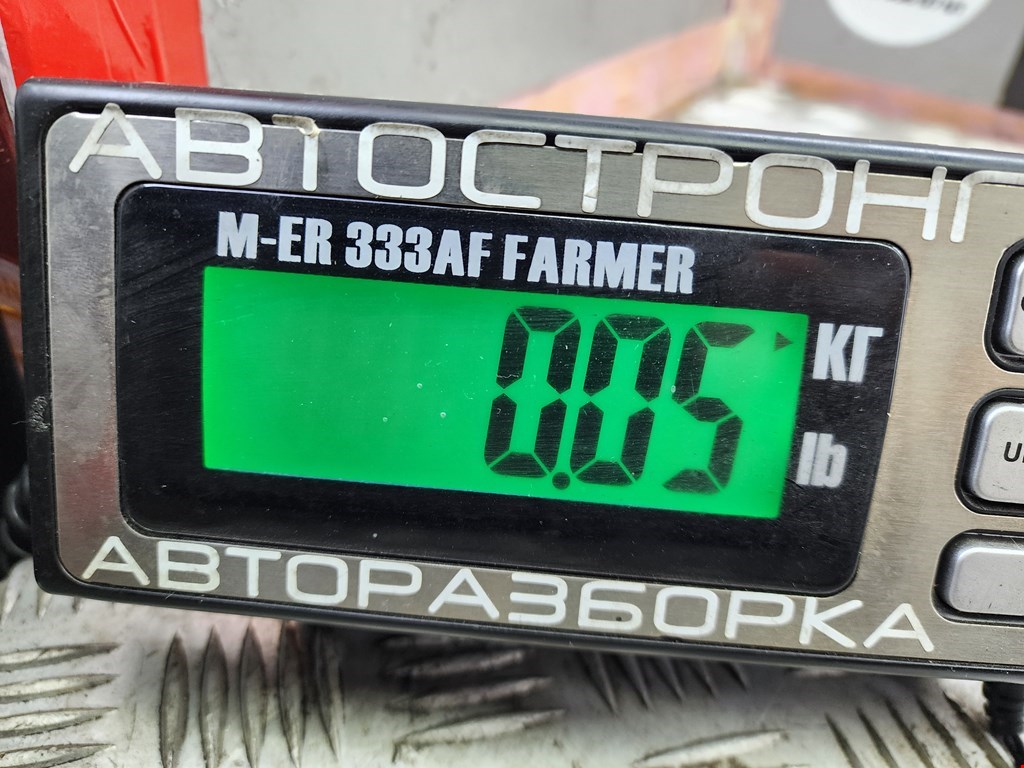 АВТОСТРОНГ
M-ER 333AF FARMER
0.05
КГ
lb
АВТОРАЗБОРКА